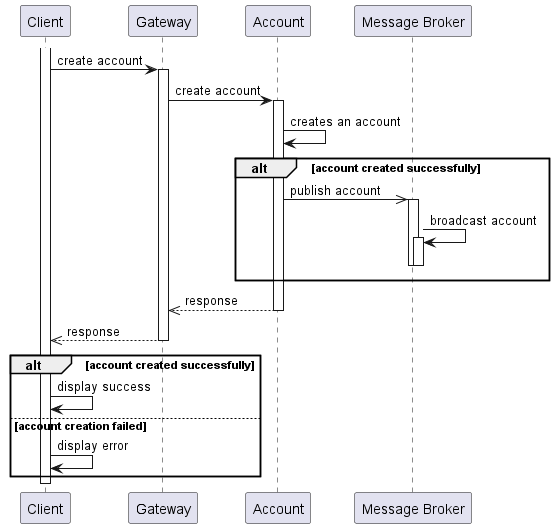 Client Gateway Account Message Broker
create account
create account
creates an account
alt [account created successfully]
publish account
broadcast account
response
response
alt [account created successfully]
display success
[account creation failed]
display error
Client Gateway Account Message Broker